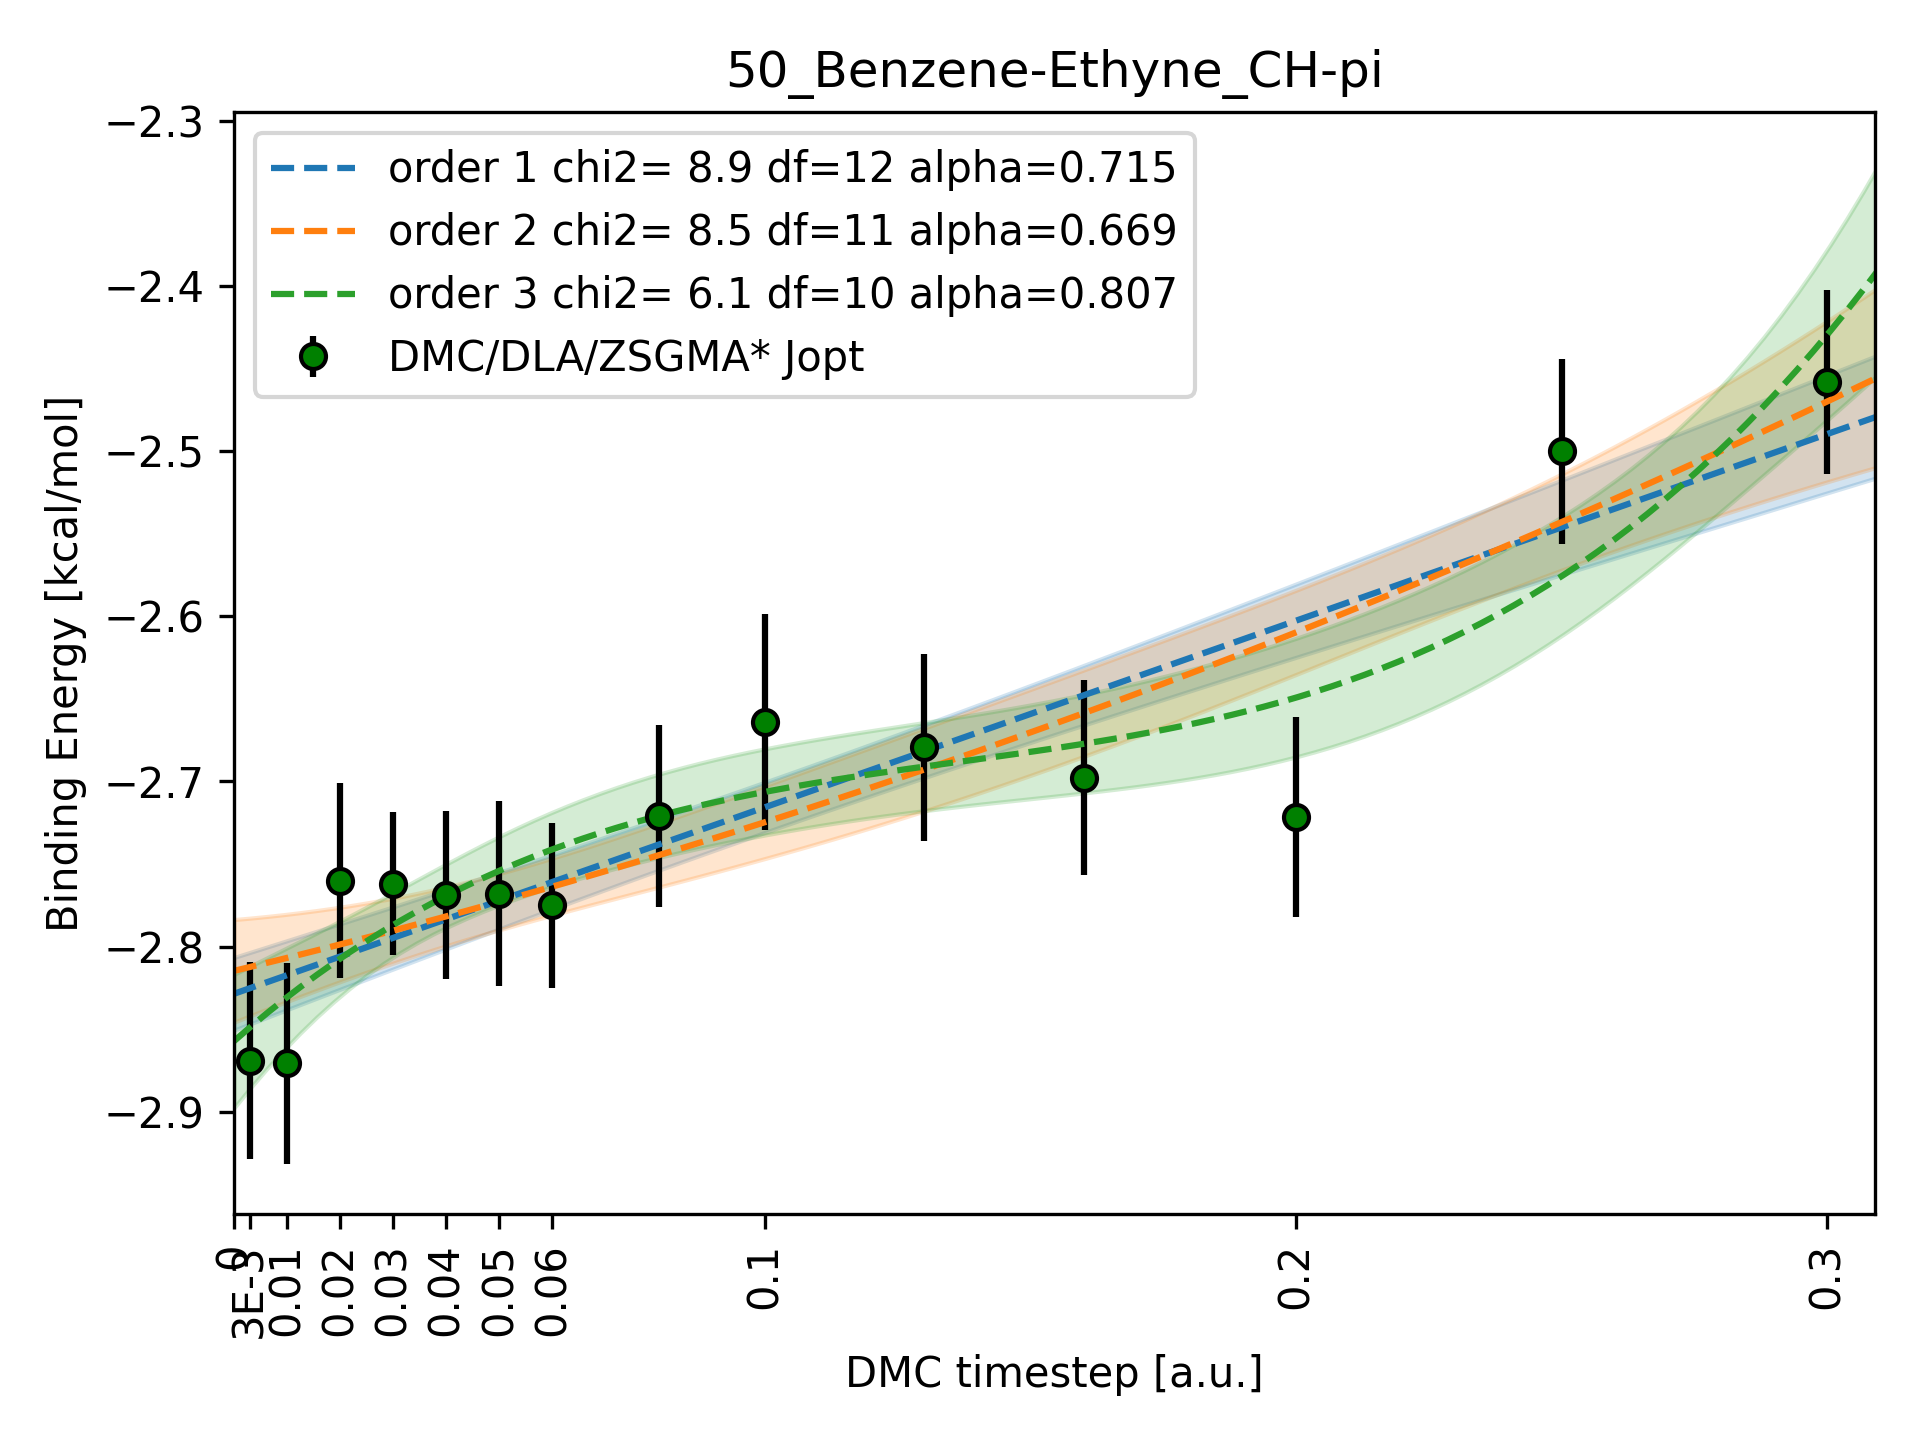 50_Benzene-Ethyne_CH-pi
order 1 chi2= 8.9 df=12 alpha=0.715
order 2 chi2= 8.5 df=11 alpha=0.669
order 3 chi2= 6.1 df=10 alpha=0.807
DMC/DLA/ZSGMA* Jopt
Binding Energy [kcal/mol]
−2.3
−2.4
−2.5
−2.6
−2.7
−2.8
−2.9
0
3E-3
0.01
0.02
0.03
0.04
0.05
0.06
0.1
0.2
0.3
DMC timestep [a.u.]